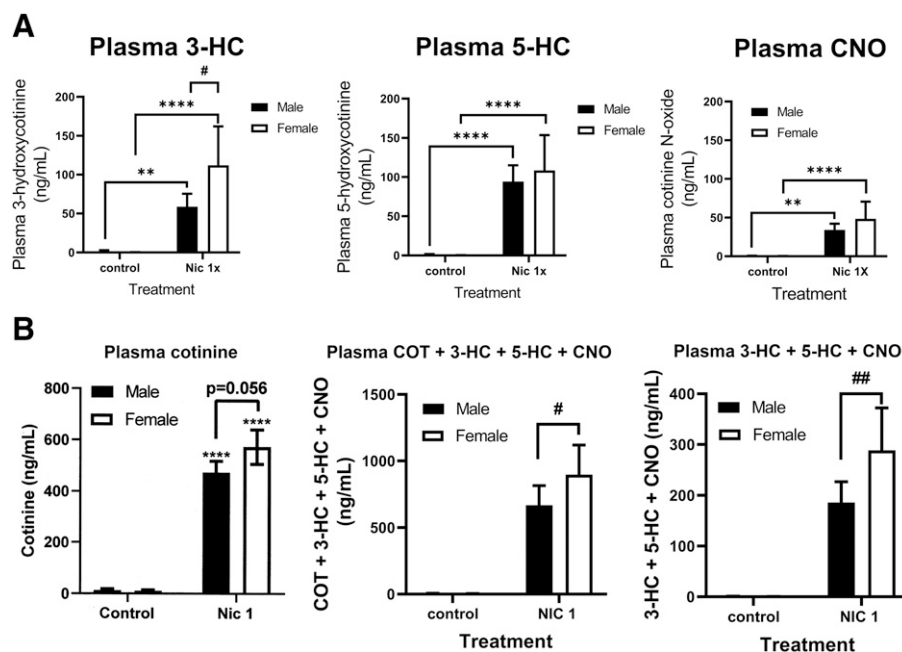 A
Plasma 3-HC
#
****
**
Plasma 3-hydroxycotinine
(ng/mL)
200
150
100
50
0
control
Nic 1x
Treatment
Male
Female
Plasma 5-HC
****
****
Plasma 5-hydroxycotinine
(ng/mL)
200
150
100
50
0
control
Nic 1x
Treatment
Male
Female
Plasma CNO
Male
Female
****
**
Plasma cotinine N-oxide
(ng/mL)
200
150
100
50
0
control
Nic 1X
Treatment
B
Plasma cotinine
Male
Female
p=0.056
****
****
Cotinine (ng/mL)
800
600
400
200
0
Control
Nic 1
Plasma COT + 3-HC + 5-HC + CNO
Male
Female
#
COT + 3-HC + 5-HC + CNO
(ng/mL)
1500
1000
500
0
control
NIC 1
Treatment
Plasma 3-HC + 5-HC + CNO
Male
Female
##
3-HC + 5-HC + CNO (ng/mL)
400
300
200
100
0
control
NIC 1
Treatment